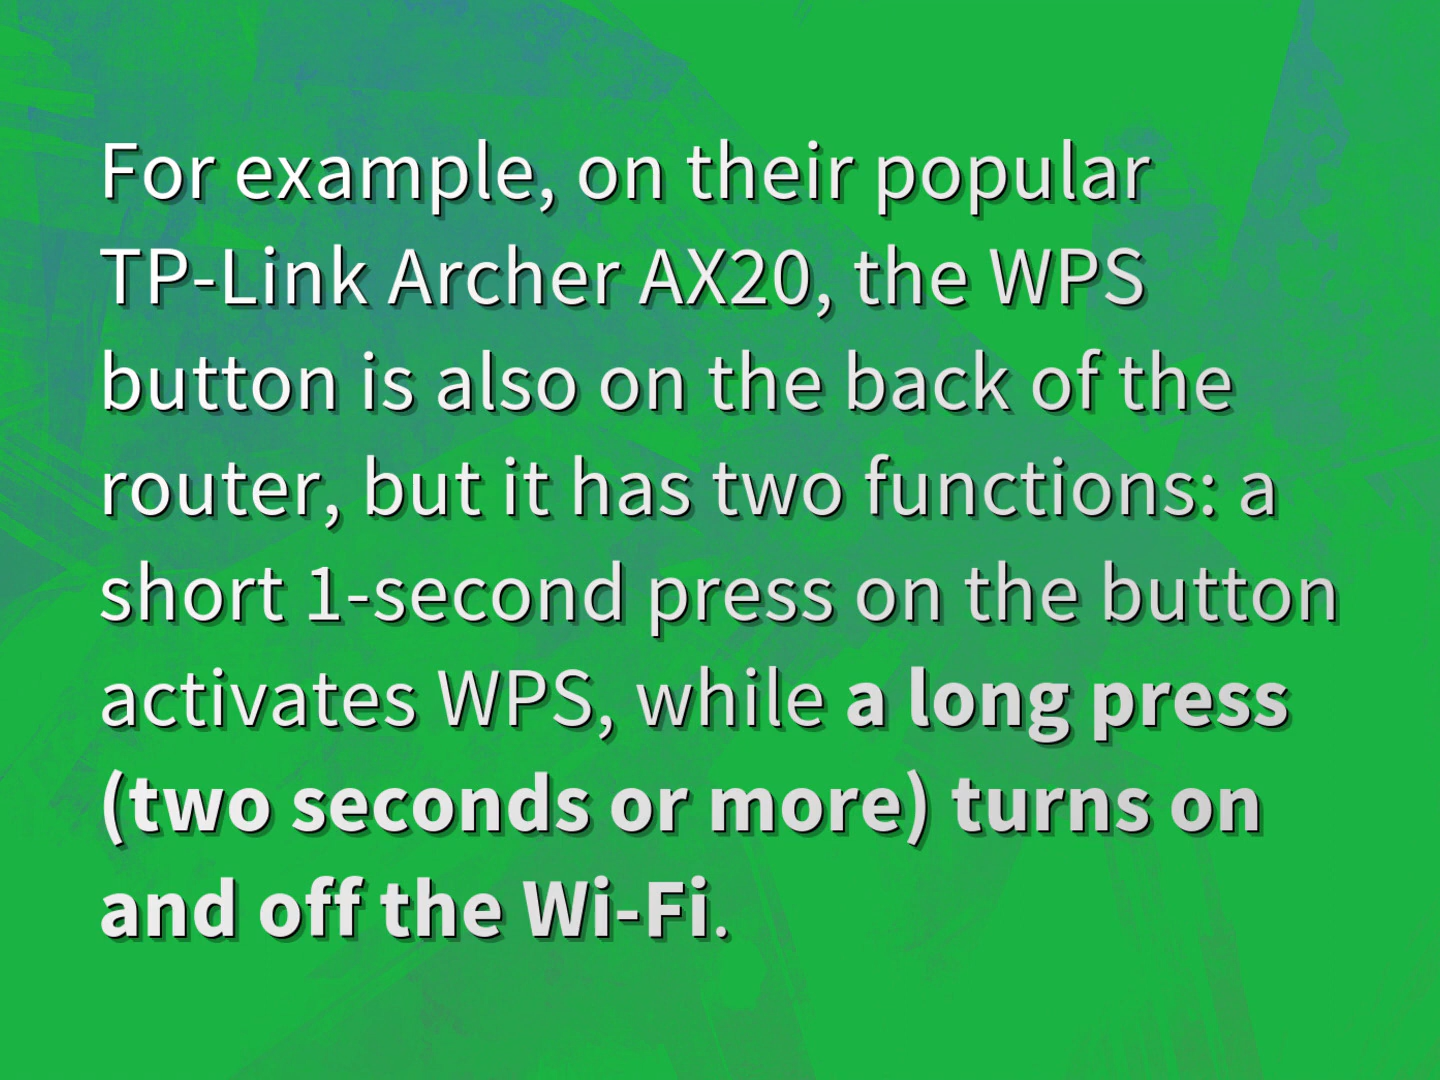 For example, on their popular
TP-Link Archer AX20, the WPS
button is also on the back of the
router, but it has two functions: a
short 1-second press on the button
activates WPS, while a long press
(two seconds or more) turns on
and off the Wi-Fi.